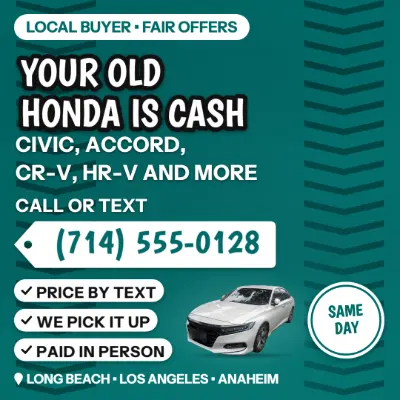 LOCAL BUYER • FAIR OFFERS
YOUR OLD
HONDA IS CASH
CIVIC, ACCORD,
CR-V, HR-V AND MORE
CALL OR TEXT
(714) 555-0128
PRICE BY TEXT
WE PICK IT UP
PAID IN PERSON
SAME
DAY
LONG BEACH • LOS ANGELES • ANAHEIM